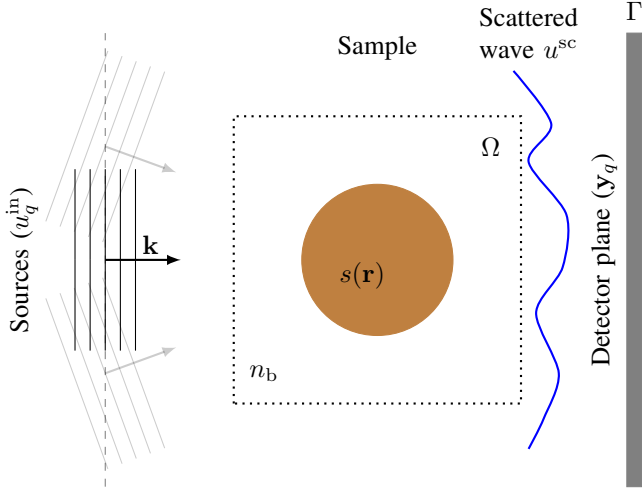 Sources (u_q^in)
k
Sample
s(r)
n_b
Ω
Scattered
wave u^sc
Detector plane (y_q)
Γ